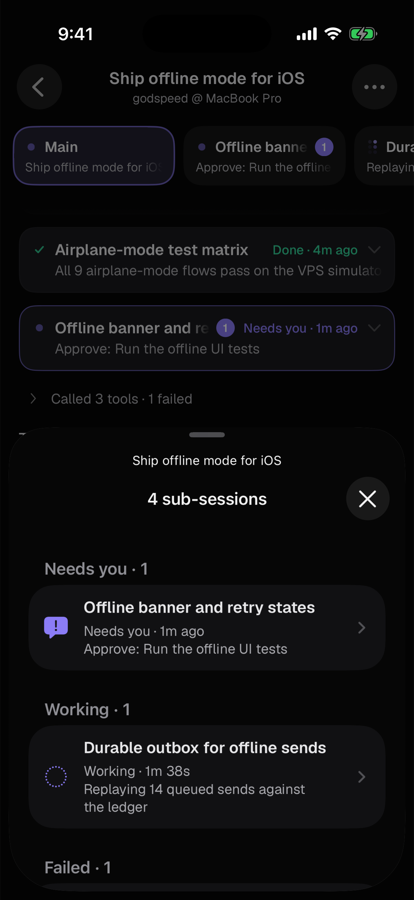 9:41
Ship offline mode for iOS
godspeed @ MacBook Pro
Main
Ship offline mode for iOS
Offline banne 1
Approve: Run the offline
Dura
Replaying
Airplane-mode test matrix Done · 4m ago
All 9 airplane-mode flows pass on the VPS simulato
Offline banner and re 1 Needs you · 1m ago
Approve: Run the offline UI tests
Called 3 tools · 1 failed
Ship offline mode for iOS
4 sub-sessions
Needs you · 1
Offline banner and retry states
Needs you · 1m ago
Approve: Run the offline UI tests
Working · 1
Durable outbox for offline sends
Working · 1m 38s
Replaying 14 queued sends against
the ledger
Failed · 1